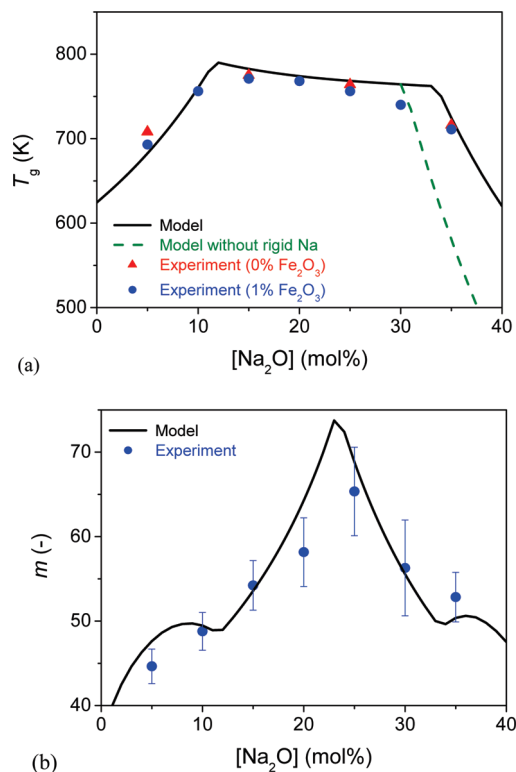 800
700
600
500
T_g (K)
Model
Model without rigid Na
Experiment (0% Fe₂O₃)
Experiment (1% Fe₂O₃)
0 10 20 30 40
[Na₂O] (mol%)
(a)
70
60
50
40
m (-)
Model
Experiment
0 10 20 30 40
[Na₂O] (mol%)
(b)